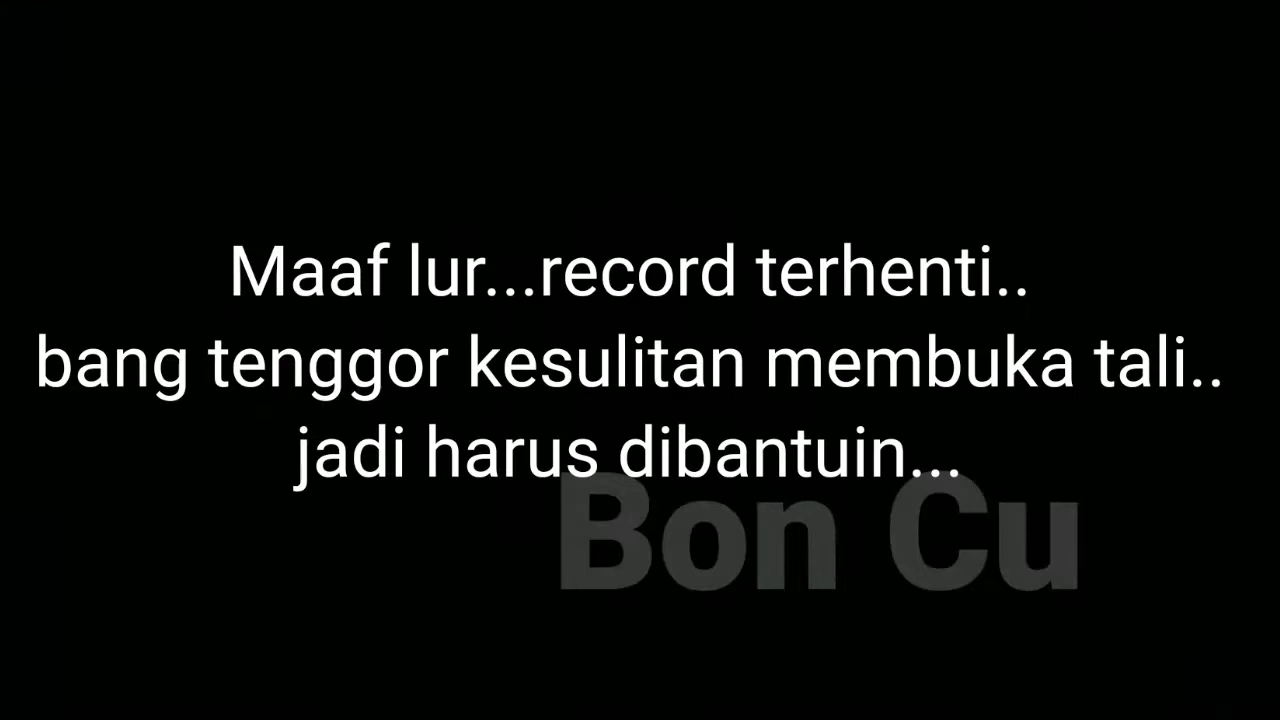 Maaf lur...record terhenti..
bang tenggor kesulitan membuka tali..
jadi harus dibantuin...
Bon Cu